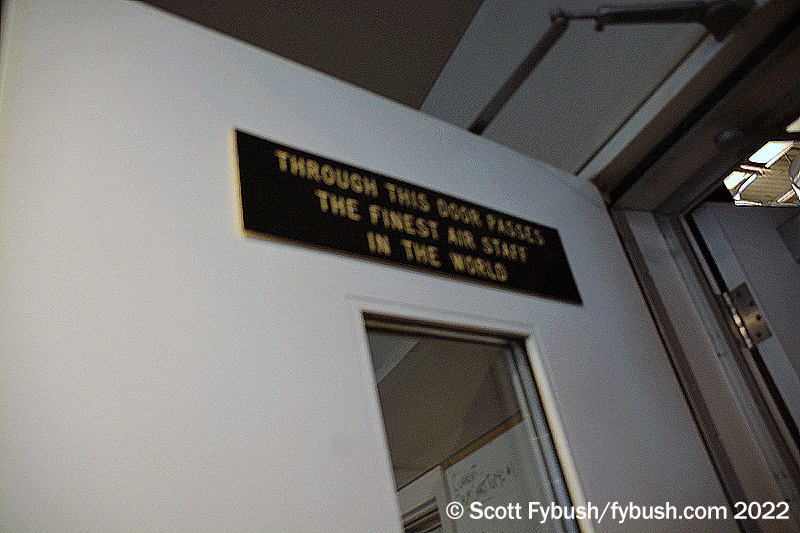 THROUGH THIS DOOR PASSES
THE FINEST AIR STAFF
IN THE WORLD
© Scott Fybush/fybush.com 2022